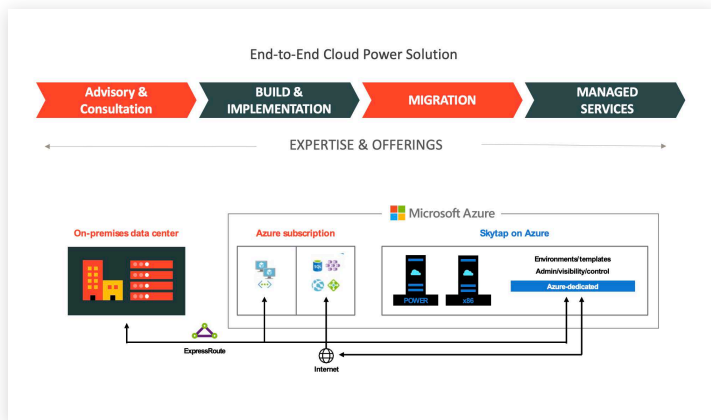 End-to-End Cloud Power Solution
Advisory &
Consultation
BUILD &
IMPLEMENTATION
MIGRATION
MANAGED
SERVICES
EXPERTISE & OFFERINGS
Microsoft Azure
On-premises data center
Azure subscription
Skytap on Azure
SQL
POWER
x86
Environments/templates
Admin/visibility/control
Azure-dedicated
ExpressRoute
Internet